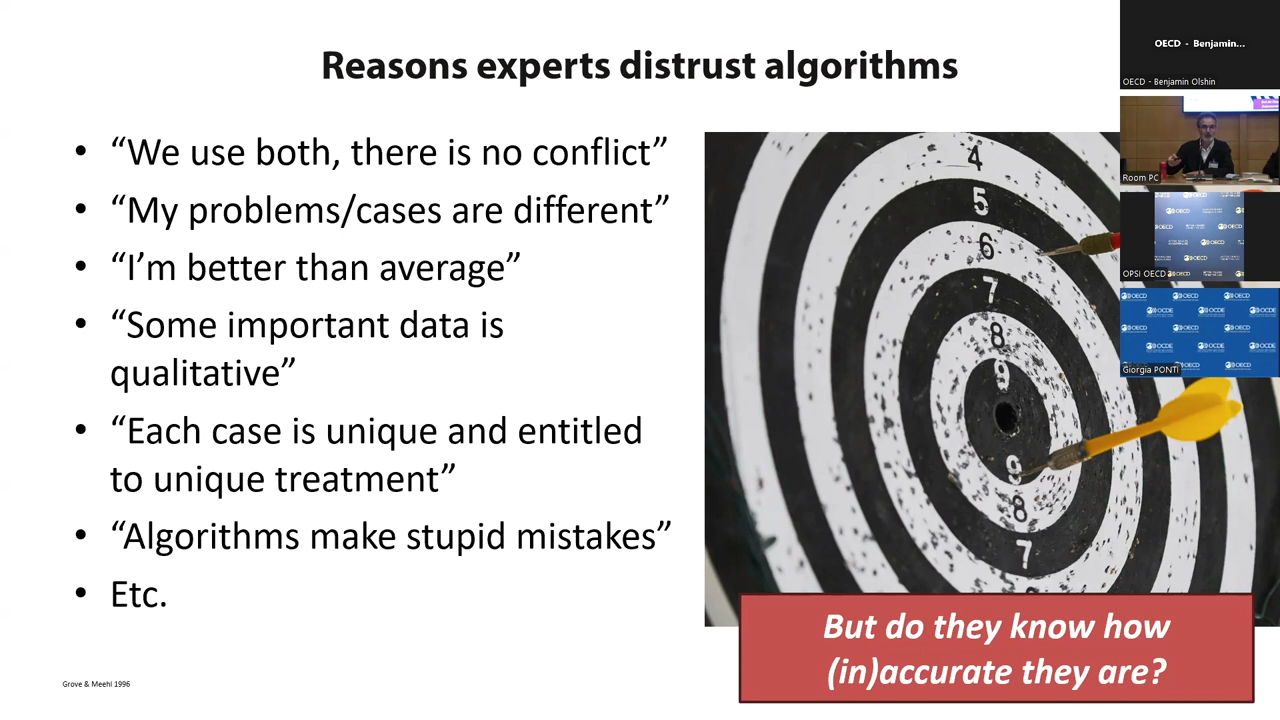 Reasons experts distrust algorithms
• “We use both, there is no conflict”
• “My problems/cases are different”
• “I’m better than average”
• “Some important data is
qualitative”
• “Each case is unique and entitled
to unique treatment”
• “Algorithms make stupid mistakes”
• Etc.
Grove & Meehl 1996
4
5
6
7
8
9
9
8
7
But do they know how
(in)accurate they are?
OECD - Benjamin...
OECD - Benjamin Olshin
Room PC
OPSI OECD
OECD
Giorgia PONTI